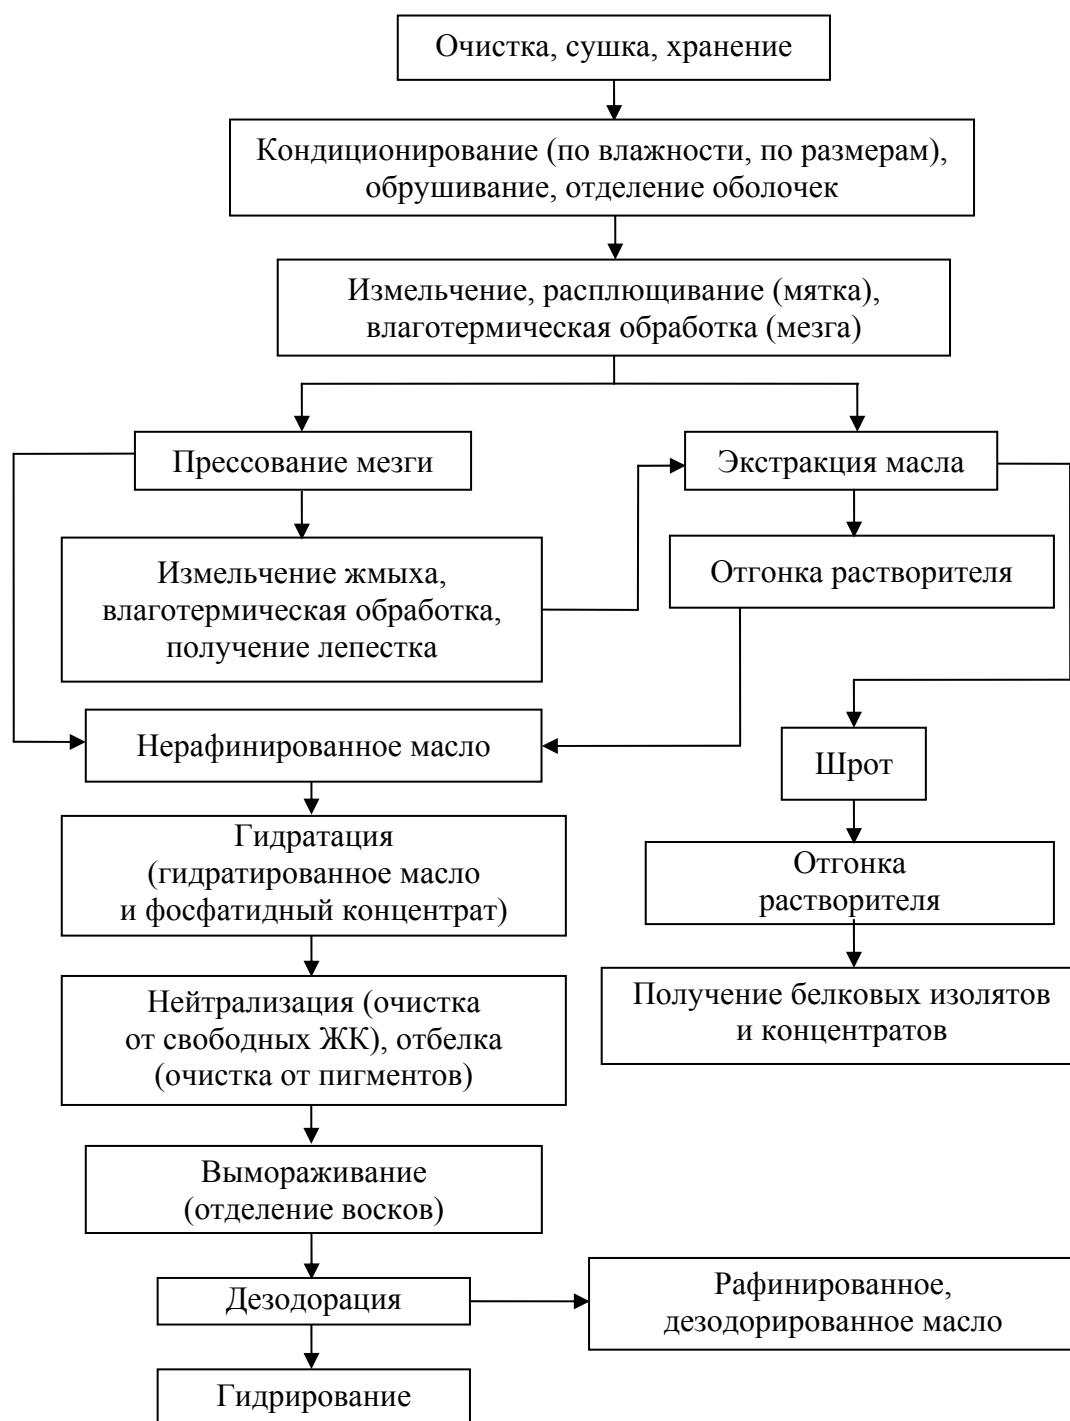 Очистка, сушка, хранение
Кондиционирование (по влажности, по размерам),
обрушивание, отделение оболочек
Измельчение, расплющивание (мятка),
влаготермическая обработка (мезга)
Прессование мезги
Экстракция масла
Измельчение жмыха,
влаготермическая обработка,
получение лепестка
Отгонка растворителя
Нерафинированное масло
Шрот
Гидратация
(гидратированное масло
и фосфатидный концентрат)
Отгонка
растворителя
Нейтрализация (очистка
от свободных ЖК), отбелка
(очистка от пигментов)
Получение белковых изолятов
и концентратов
Вымораживание
(отделение восков)
Дезодорация
Рафинированное,
дезодорированное масло
Гидрирование